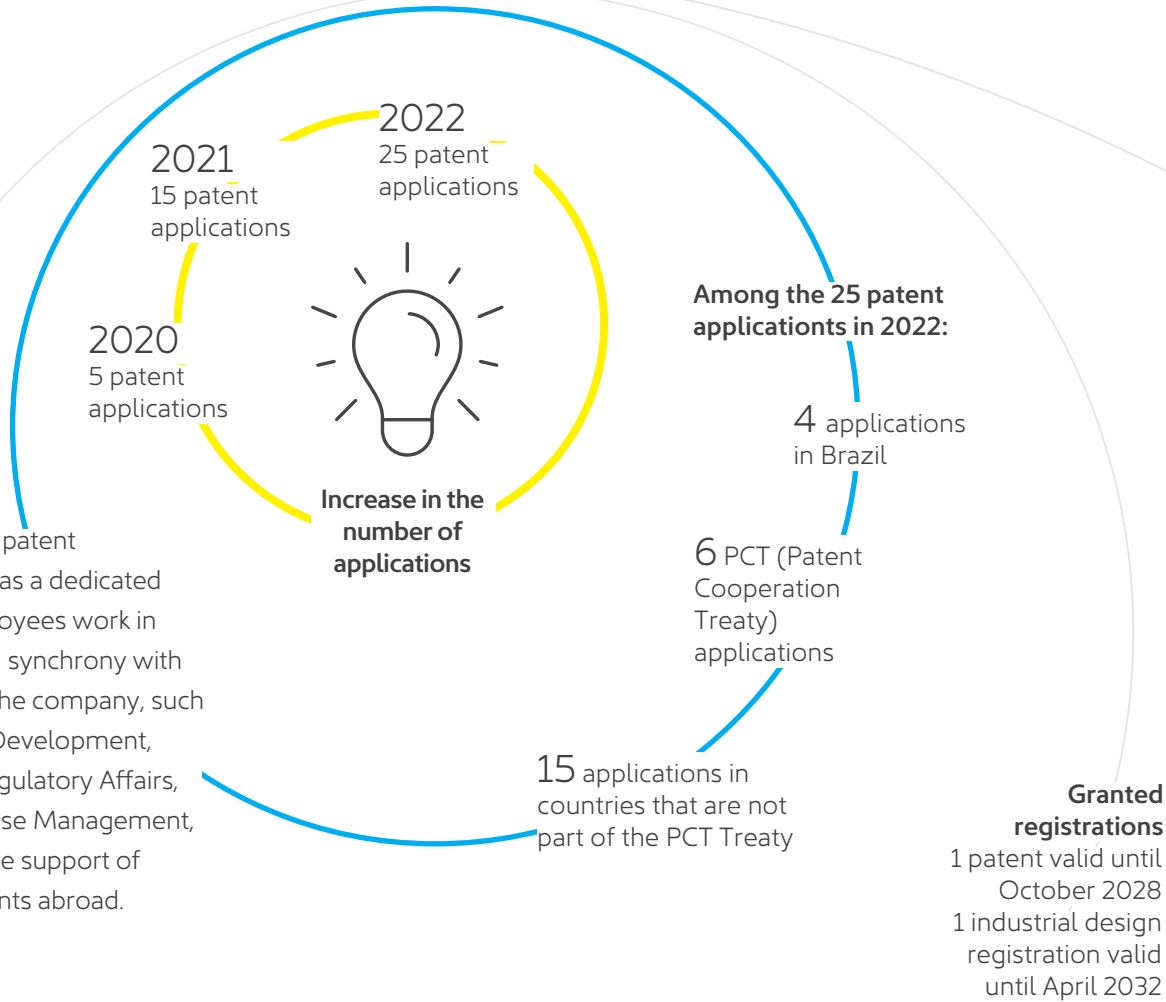 2022
25 patent
applications
2021
15 patent
applications
2020
5 patent
applications
Increase in the
number of
applications
Among the 25 patent
applicationts in 2022:
4 applications
in Brazil
6 PCT (Patent
Cooperation
Treaty)
applications
15 applications in
countries that are not
part of the PCT Treaty
patent
as a dedicated
oyees work in
synchrony with
he company, such
Development,
gulatory Affairs,
se Management,
e support of
nts abroad.
Granted
registrations
1 patent valid until
October 2028
1 industrial design
registration valid
until April 2032